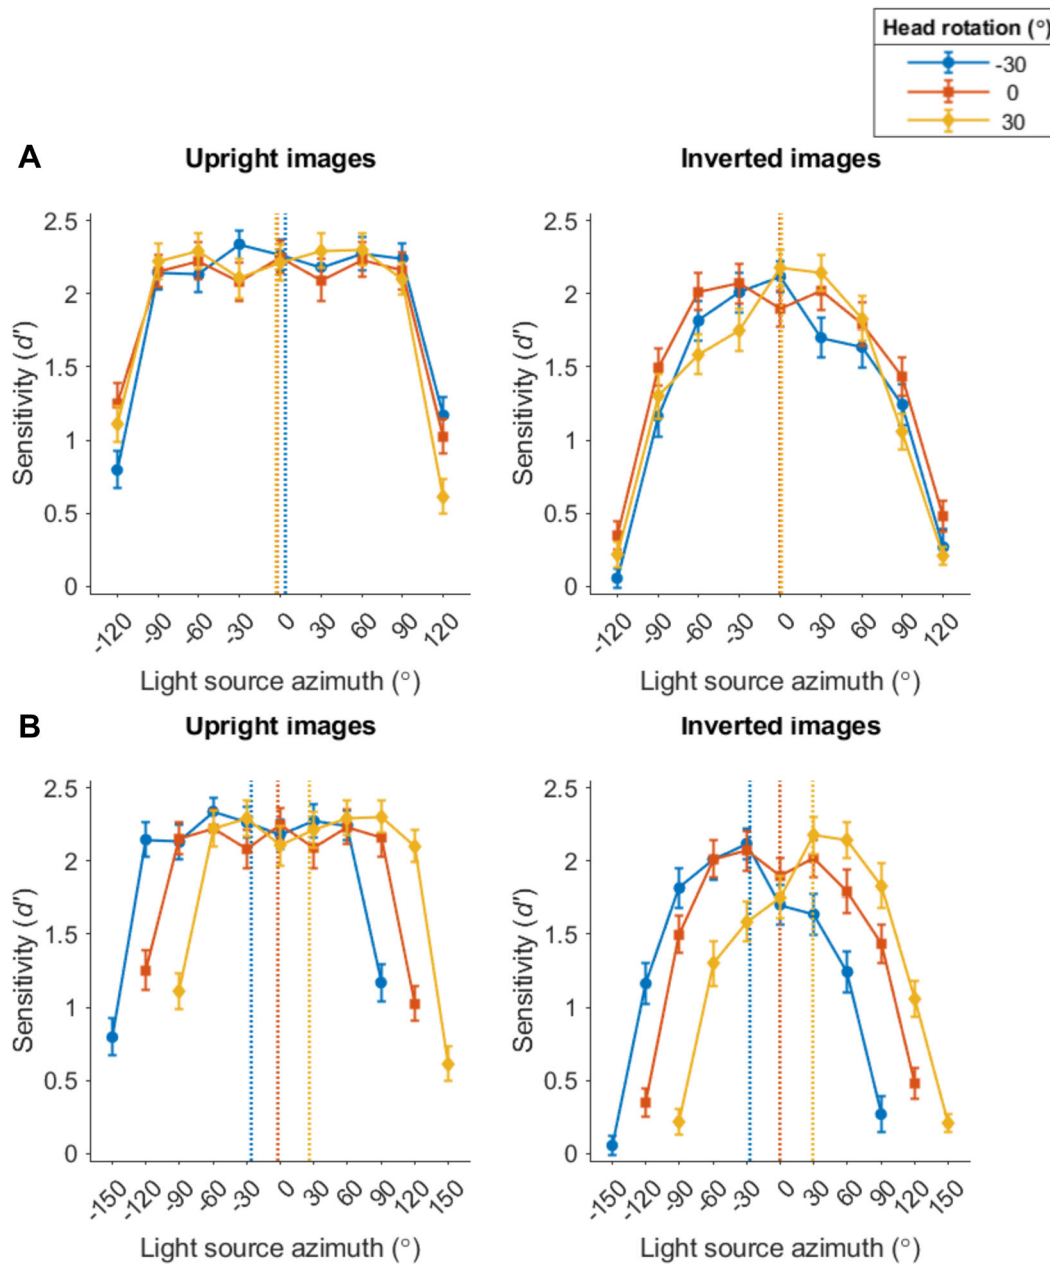 Head rotation (°)
-30
0
30
A
Upright images
Inverted images
2.5
2
1.5
1
0.5
0
Sensitivity (d′)
-120 -90 -60 -30 0 30 60 90 120
Light source azimuth (°)
2.5
2
1.5
1
0.5
0
Sensitivity (d′)
-120 -90 -60 -30 0 30 60 90 120
Light source azimuth (°)
B
Upright images
Inverted images
2.5
2
1.5
1
0.5
0
Sensitivity (d′)
-150 -120 -90 -60 -30 0 30 60 90 120 150
Light source azimuth (°)
2.5
2
1.5
1
0.5
0
Sensitivity (d′)
-150 -120 -90 -60 -30 0 30 60 90 120 150
Light source azimuth (°)